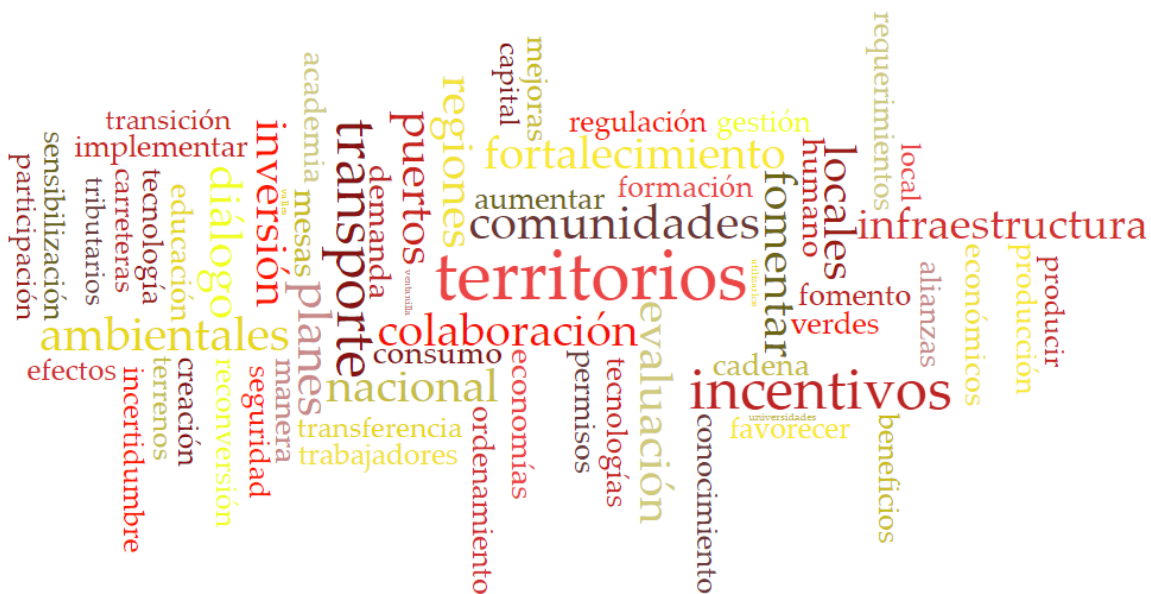 requerimientos
mejoras
capital
academia
regiones
transición
implementar
inversión
transporte
puertos
regulación
gestión
fortalecimiento
humano
locales
local
infraestructura
sensibilización
participación
tributarios
carreteras
tecnología
educación
diálogo
valles
mesas
demanda
aumentar
formación
comunidades
fomentar
territorios
ventanilla
utilitarios
fomento
verdes
alianzas
económicos
producción
producir
ambientales
planes
colaboración
consumo
nacional
evaluación
cadena
incentivos
efectos
incertidumbre
terrenos
creación
reconversión
seguridad
manera
transferencia
trabajadores
ordenamiento
economías
permisos
tecnologías
conocimiento
universidades
favorecer
beneficios